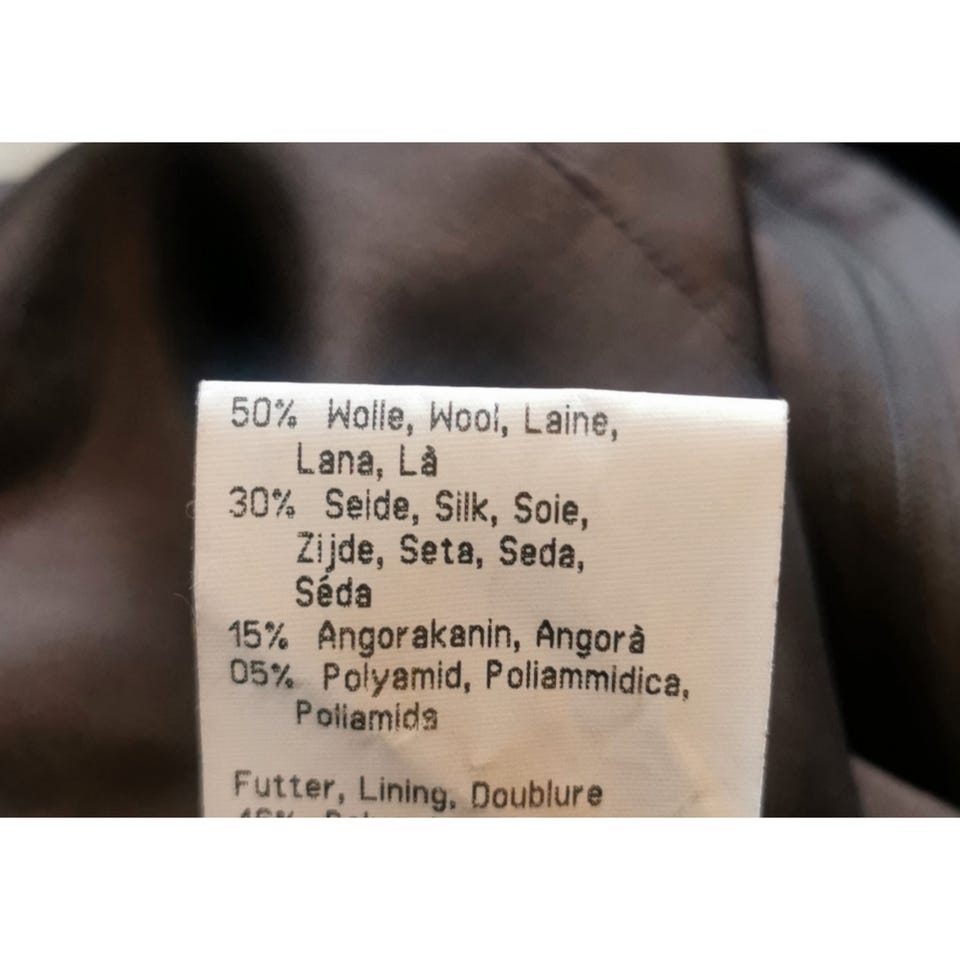 50% Wolle, Wool, Laine,
Lana, Là
30% Seide, Silk, Soie,
Zijde, Seta, Seda,
Séda
15% Angorakanin, Angorà
05% Polyamid, Poliammidica,
Poliamida
Futter, Lining, Doublure